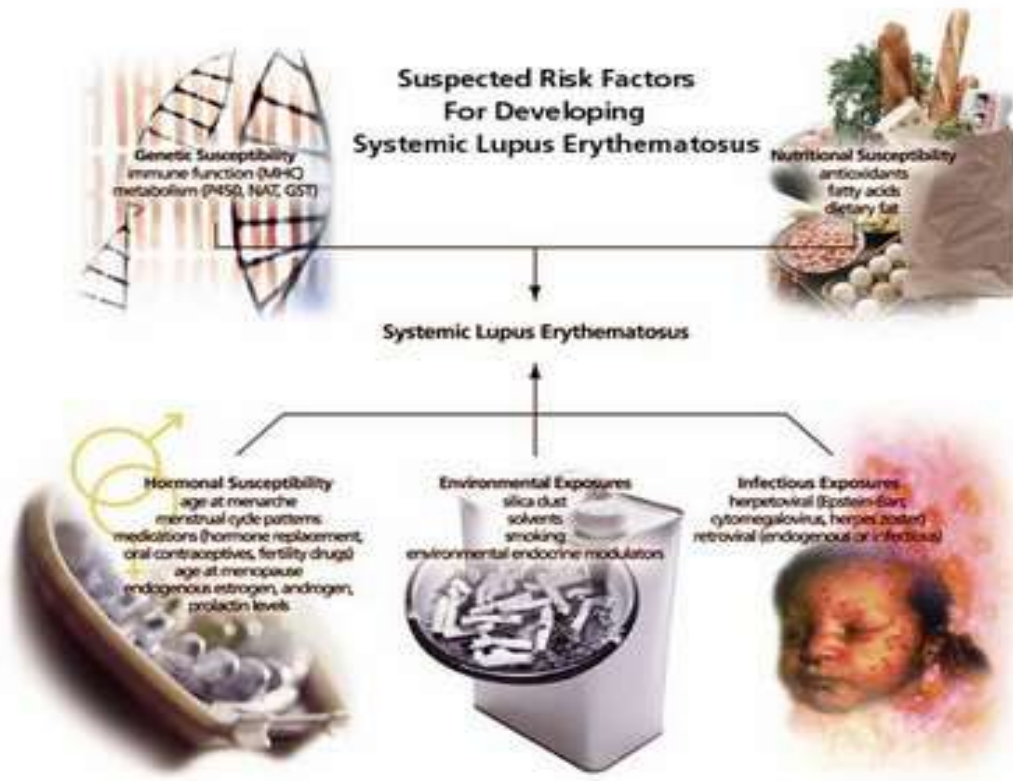 Suspected Risk Factors
For Developing
Systemic Lupus Erythematosus
Genetic Susceptibility
immune function (MHC)
metabolism (P450, NAT, GST)
Nutritional Susceptibility
antioxidants
fatty acids
dietary fat
Systemic Lupus Erythematosus
Hormonal Susceptibility
age at menarche
menstrual cycle patterns
medications (hormone replacement,
oral contraceptives, fertility drugs)
age at menopause
endogenous estrogen, androgen,
prolactin levels
Environmental Exposures
silica dust
solvents
smoking
environmental endocrine modulators
Infectious Exposures
herpetoviral (Epstein-Barr,
cytomegalovirus, herpes zoster)
retroviral (endogenous or infectious)